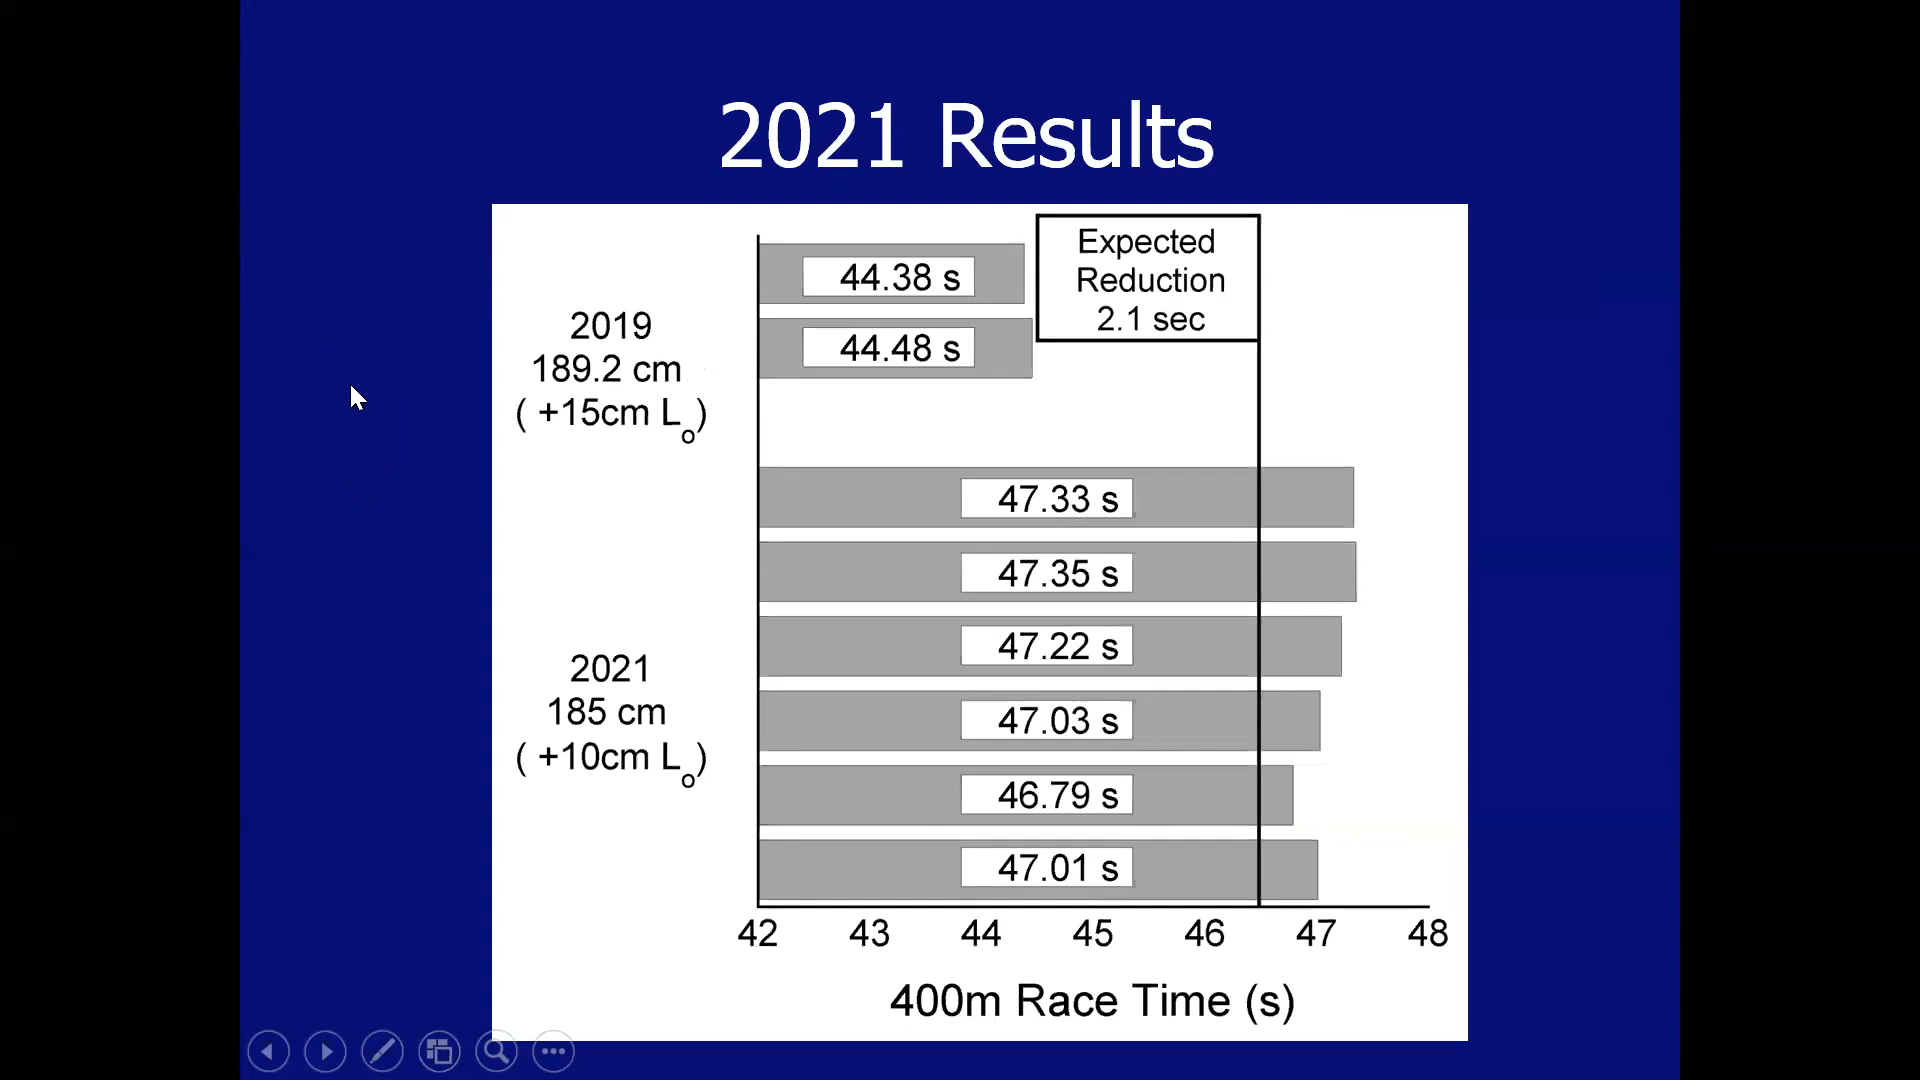 2021 Results
Expected
Reduction
2.1 sec
44.38 s
44.48 s
2019
189.2 cm
( +15cm Lo)
47.33 s
47.35 s
47.22 s
47.03 s
46.79 s
47.01 s
2021
185 cm
( +10cm Lo)
42 43 44 45 46 47 48
400m Race Time (s)